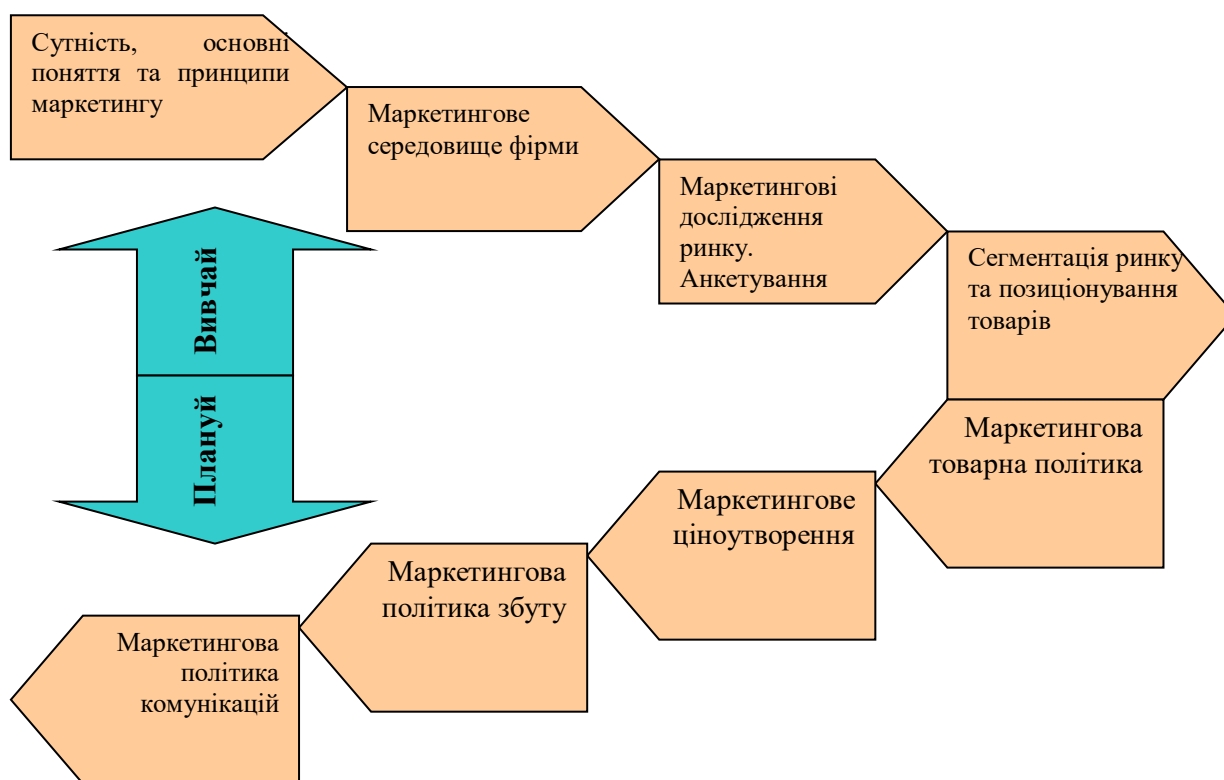 Сутність, основні
поняття та принципи
маркетингу
Маркетингове
середовище фірми
Маркетингові
дослідження
ринку.
Анкетування
Сегментація ринку
та позиціонування
товарів
Вивчай
Плануй
Маркетингова
товарна політика
Маркетингове
ціноутворення
Маркетингова
політика збуту
Маркетингова
політика
комунікацій